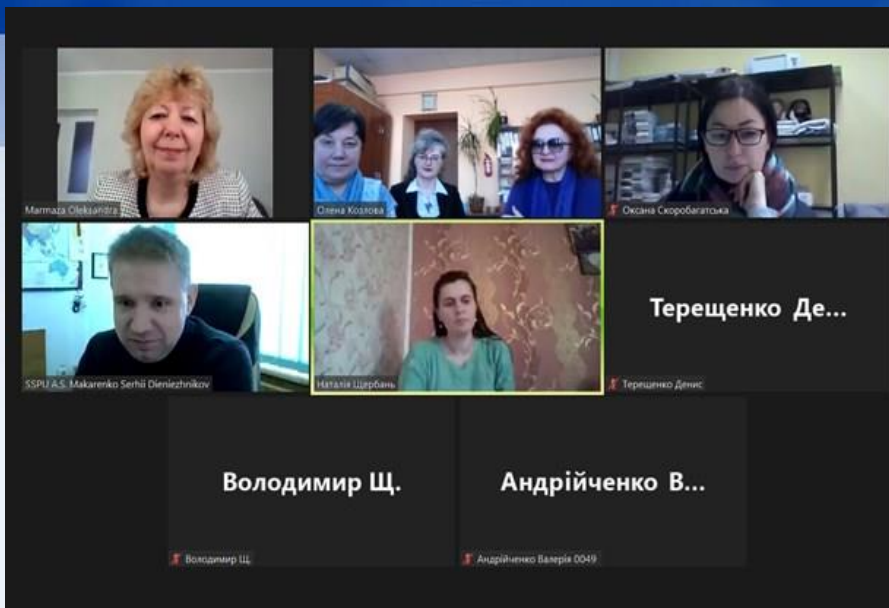 Marmaza Oleksandra
Олена Козлова
Оксана Скоробагатська
SSPU A.S. Makarenko Serhii Dieniezhnikov
Наталія Щербань
Терещенко Де...
Терещенко Денис
Володимир Щ.
Володимир Щ.
Андрійченко В...
Андрійченко Валерія 0049